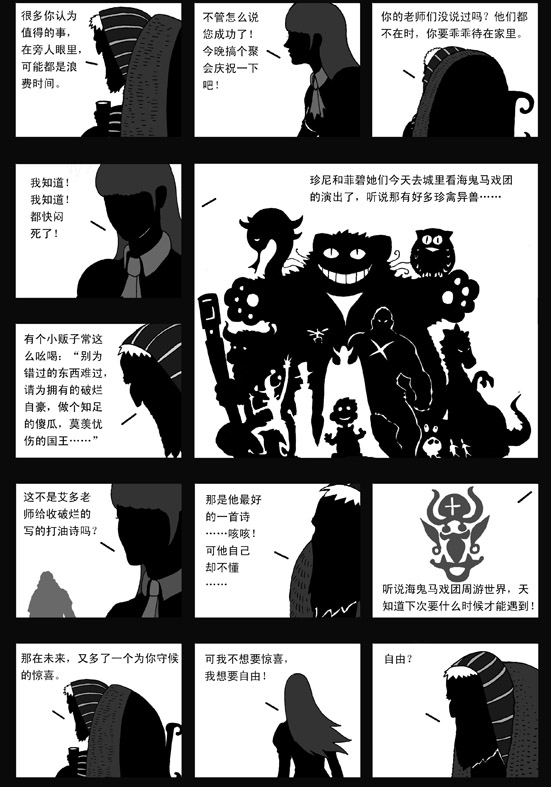 很多你认为
值得的事，
在旁人眼里，
可能都是浪
费时间。
不管怎么说
您成功了！
今晚搞个聚
会庆祝一下
吧！
你的老师们没说过吗？他们都
不在时，你要乖乖待在家里。
我知道！
我知道！
都快闷
死了！
珍尼和菲碧她们今天去城里看海鬼马戏团
的演出了，听说那有好多珍禽异兽……
有个小贩子常这
么吆喝：“别为
错过的东西难过，
请为拥有的破烂
自豪，做个知足
的傻瓜，莫羡忧
伤的国王……”
这不是艾多老
师给收破烂的
写的打油诗吗？
那是他最好
的一首诗
……咳咳！
可他自己
却不懂
……
听说海鬼马戏团周游世界，天
知道下次要什么时候才能遇到！
那在未来，又多了一个为你守候
的惊喜。
可我不想要惊喜，
我想要自由！
自由？